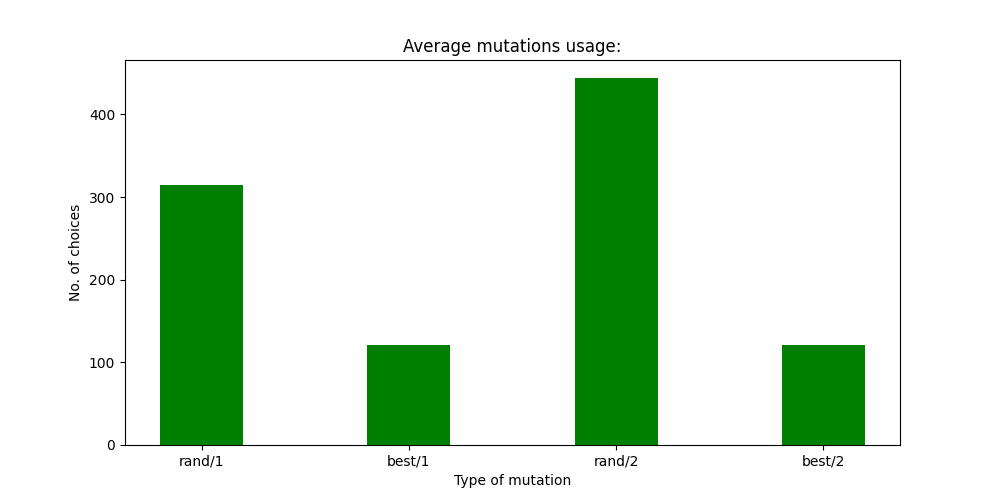 Average mutations usage:
No. of choices
400
300
200
100
0
rand/1
best/1
rand/2
best/2
Type of mutation